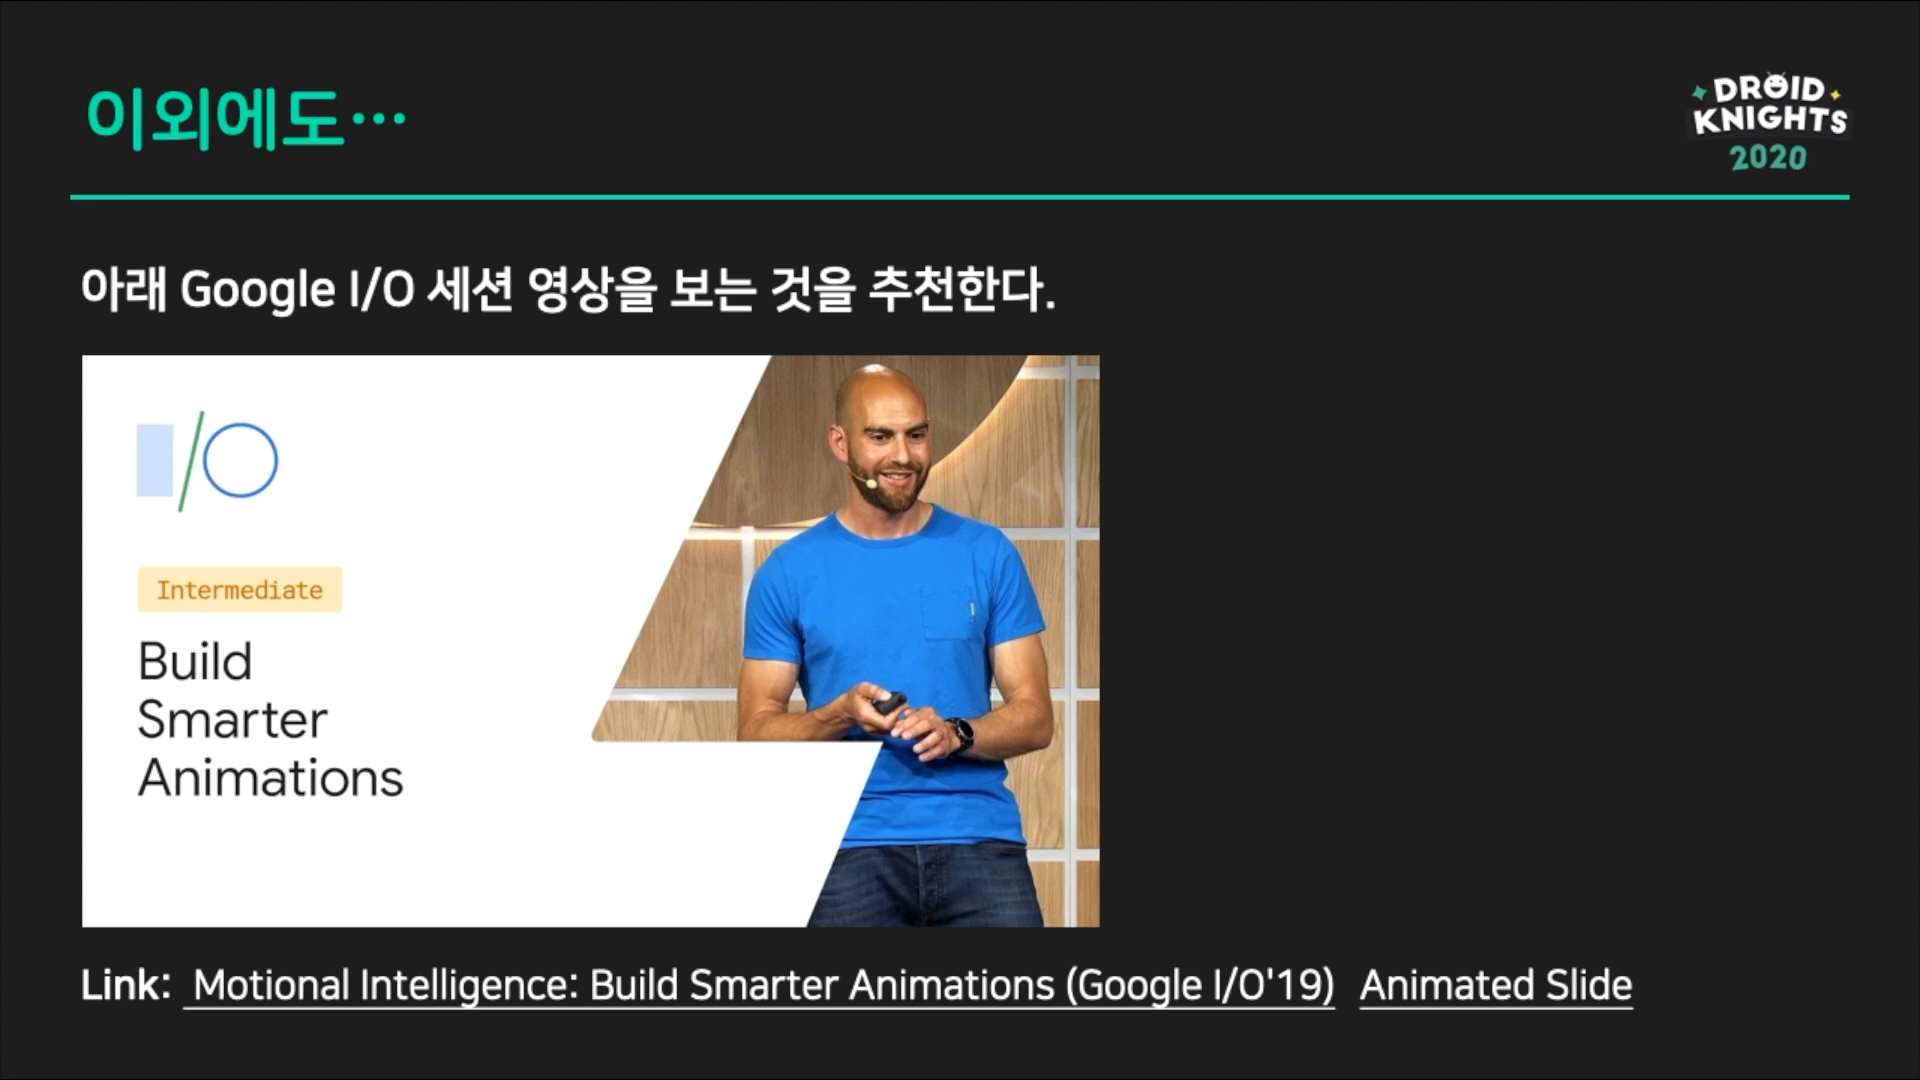 이외에도…
DROID
KNIGHTS
2020
아래 Google I/O 세션 영상을 보는 것을 추천한다.
I/O
Intermediate
Build
Smarter
Animations
Link: Motional Intelligence: Build Smarter Animations (Google I/O'19) Animated Slide